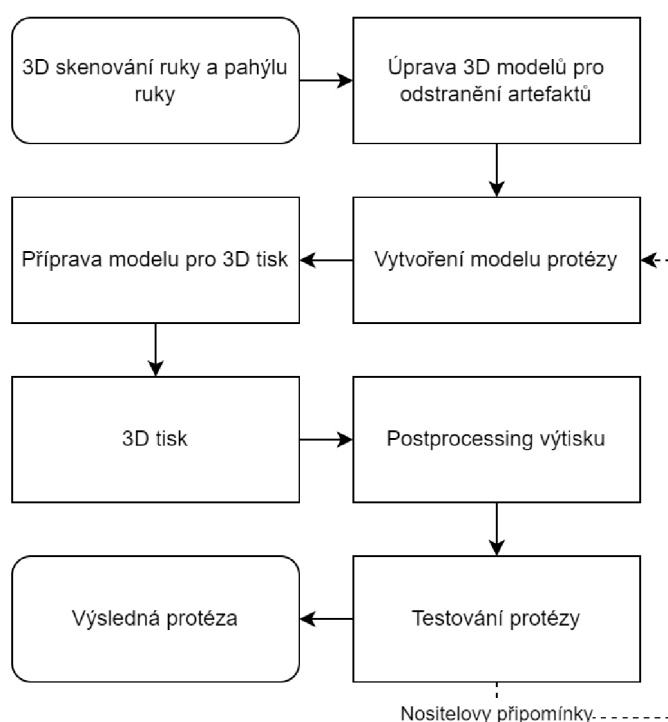 3D skenování ruky a pahýlu
ruky
Úprava 3D modelů pro
odstranění artefaktů
Vytvoření modelu protézy
Příprava modelu pro 3D tisk
3D tisk
Postprocessing výtisku
Testování protézy
Výsledná protéza
Nositelovy připomínky